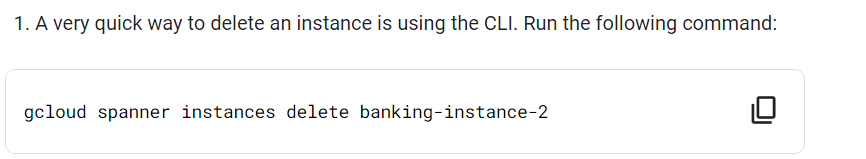 1. A very quick way to delete an instance is using the CLI. Run the following command:
gcloud spanner instances delete banking-instance-2